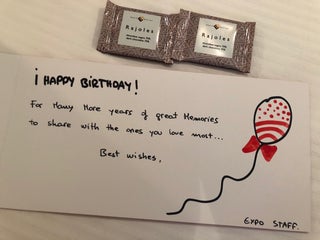 Rajoles
Rajoles
¡ HAPPY BIRTHDAY!
For Many More years of great Memories
to share with the ones you love most...
Best wishes,
EXPO STAFF.